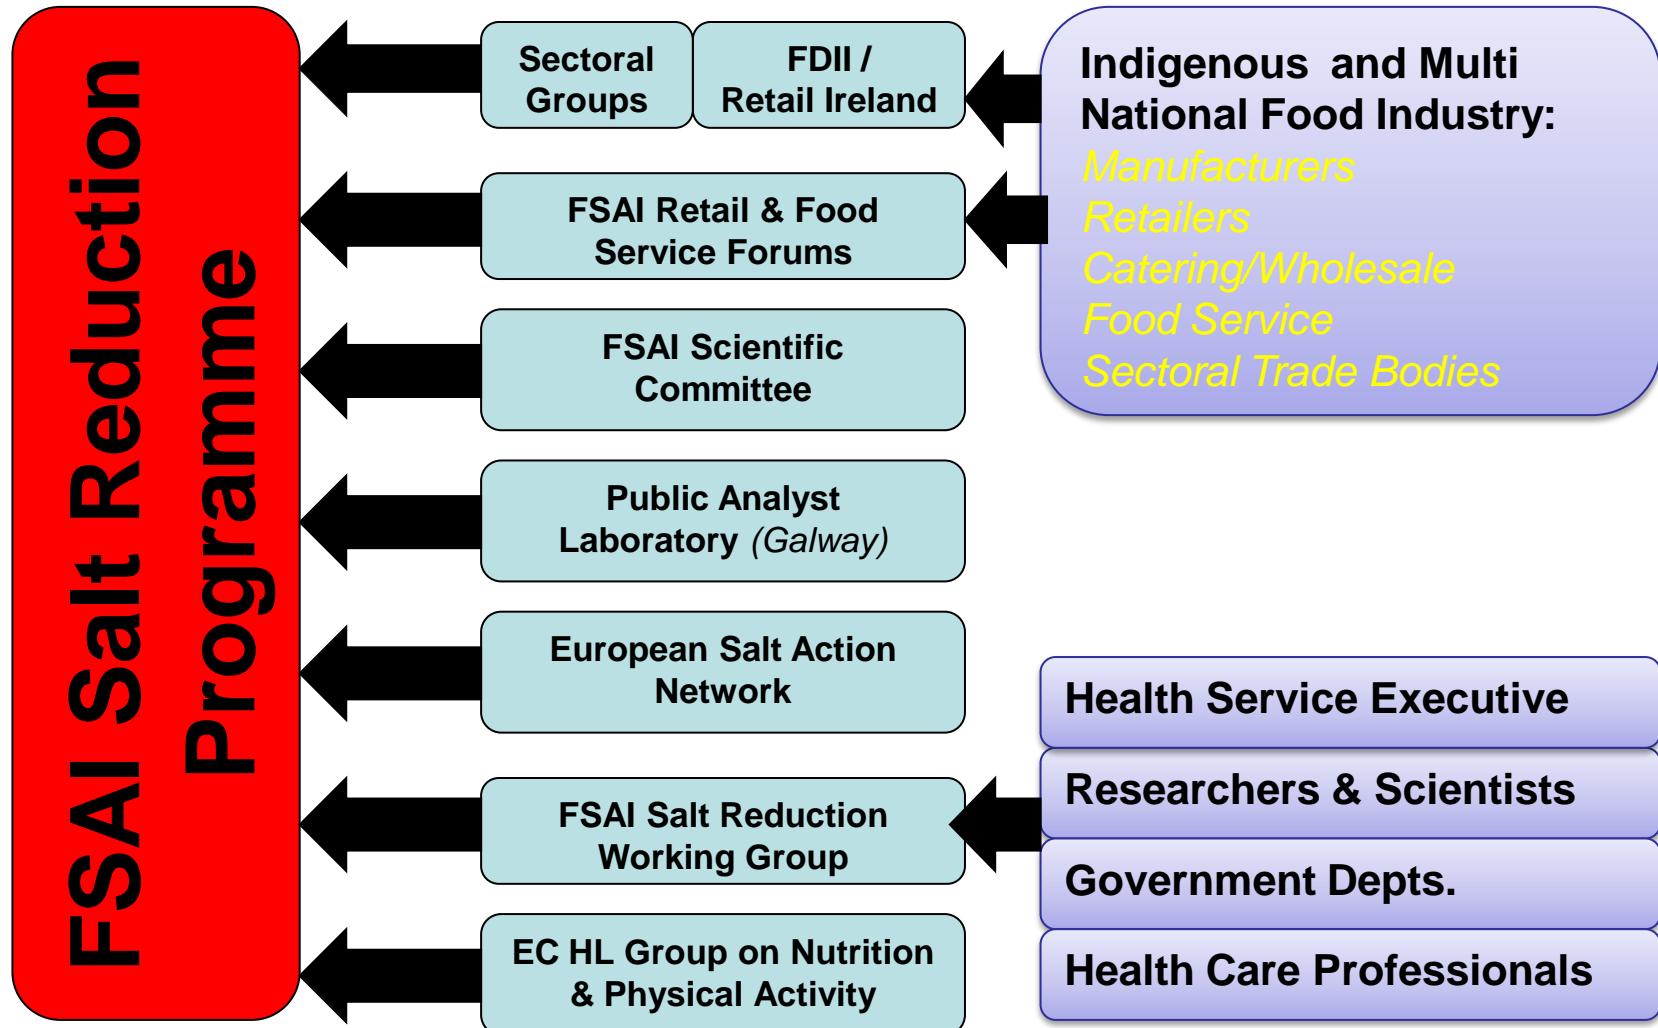 FSAI Salt Reduction
Programme
Sectoral
Groups
FDII /
Retail Ireland
FSAI Retail & Food
Service Forums
FSAI Scientific
Committee
Public Analyst
Laboratory (Galway)
European Salt Action
Network
FSAI Salt Reduction
Working Group
EC HL Group on Nutrition
& Physical Activity
Indigenous and Multi
National Food Industry:
Manufacturers
Retailers
Catering/Wholesale
Food Service
Sectoral Trade Bodies
Health Service Executive
Researchers & Scientists
Government Depts.
Health Care Professionals